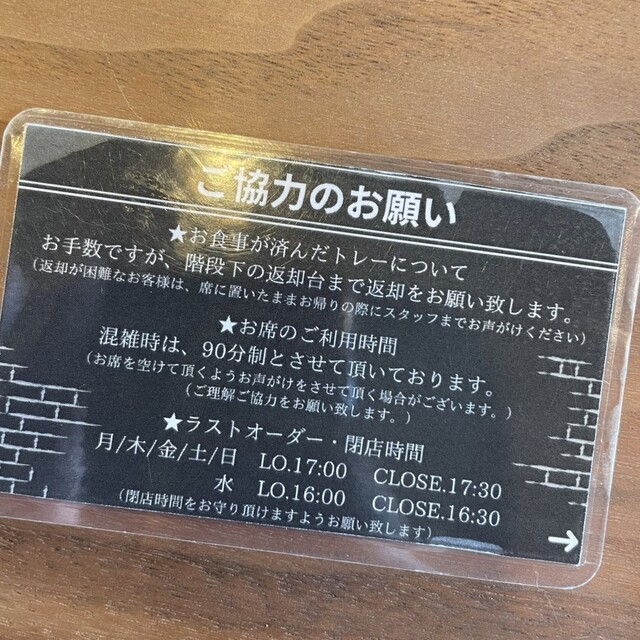 ご協力のお願い
★お食事が済んだトレーについて
お手数ですが、階段下の返却台まで返却をお願い致します。
(返却が困難なお客様は、席に置いたままお帰りの際にスタッフまでお声がけください)
★お席のご利用時間
混雑時は、90分制とさせて頂いております。
(お席を空けて頂くようお声がけをさせて頂く場合がございます。)
(ご理解ご協力をお願い致します。)
★ラストオーダー・閉店時間
月/木/金/土/日 LO.17:00 CLOSE.17:30
水 LO.16:00 CLOSE.16:30
(閉店時間をお守り頂けますようお願い致します)
→